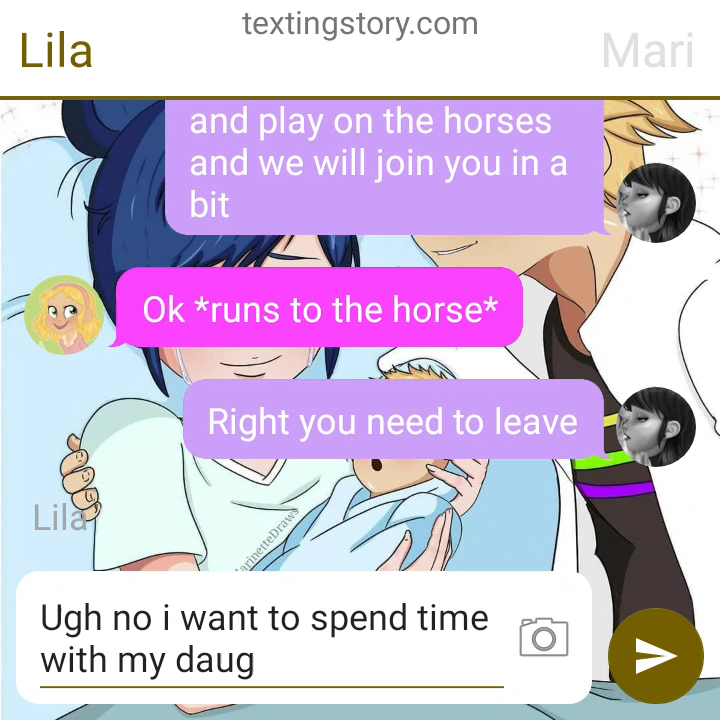 textingstory.com
Lila
Mari
and play on the horses
and we will join you in a
bit
Ok *runs to the horse*
Right you need to leave
Lila
arinetteDraws
Ugh no i want to spend time
with my daug